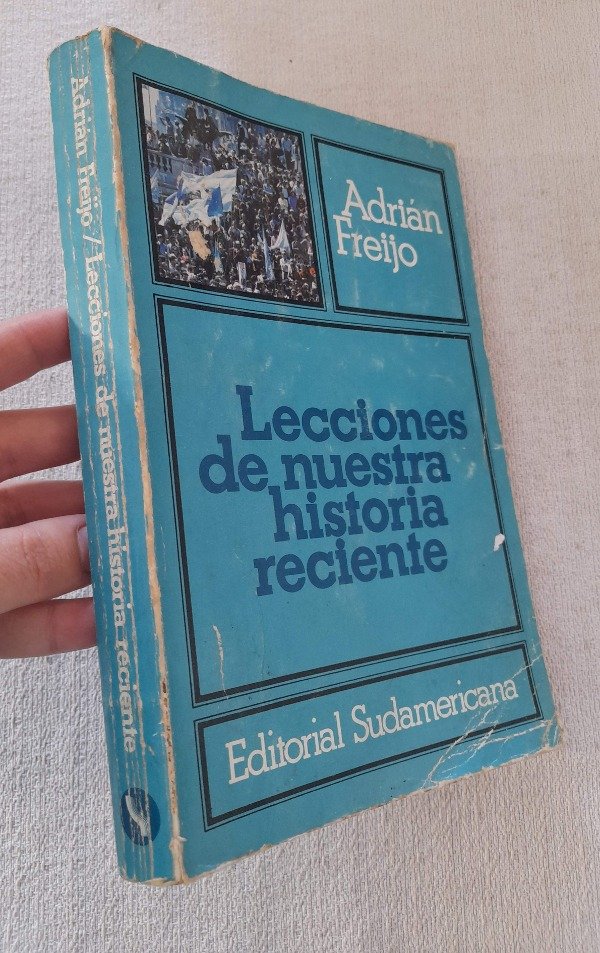 Adrián Freijo / Lecciones de nuestra historia reciente
Adrián
Freijo
Lecciones
de nuestra
historia
reciente
Editorial Sudamericana